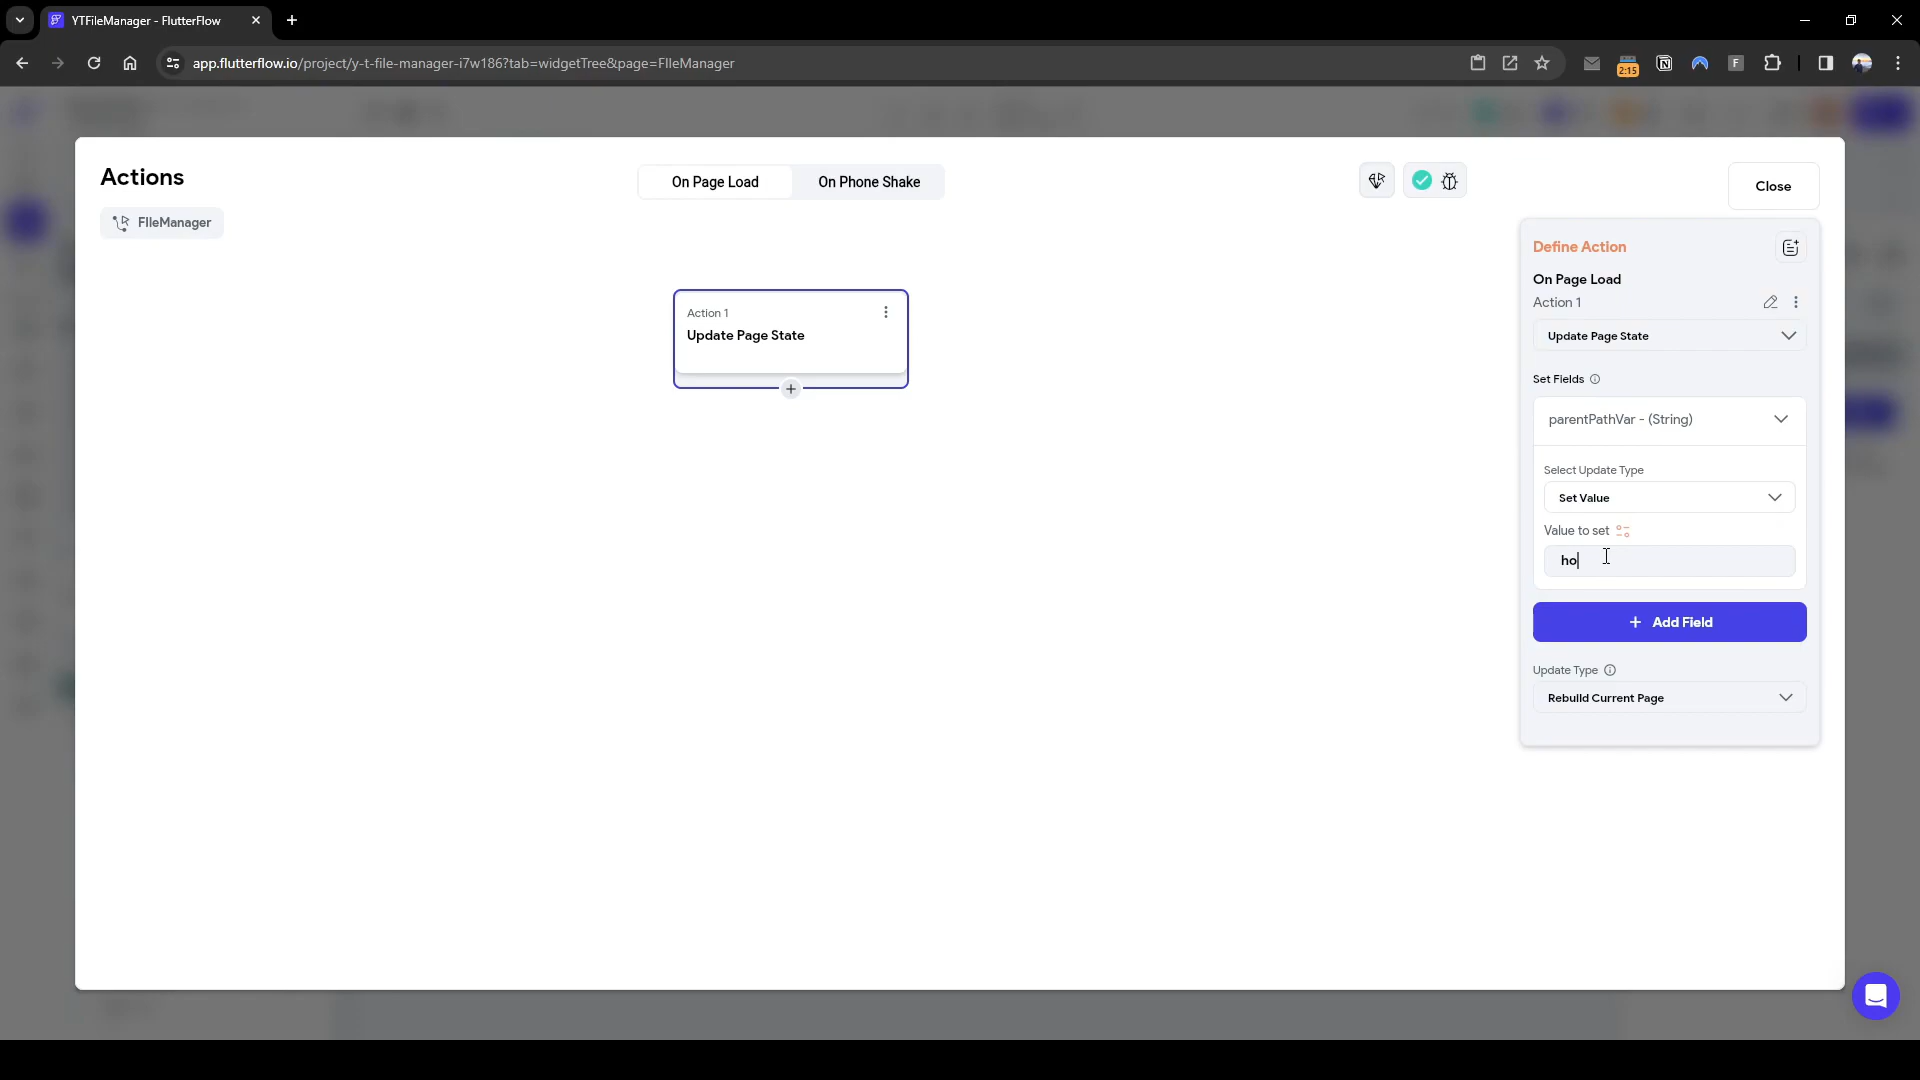 YTFileManager - FlutterFlow
app.flutterflow.io/project/y-t-file-manager-i7w186?tab=widgetTree&page=FIleManager
2:15
F
Actions
On Page Load
On Phone Shake
Close
FIleManager
Define Action
On Page Load
Action 1
Update Page State
Action 1
Update Page State
Set Fields
parentPathVar - (String)
Select Update Type
Set Value
Value to set
ho
+ Add Field
Update Type
Rebuild Current Page